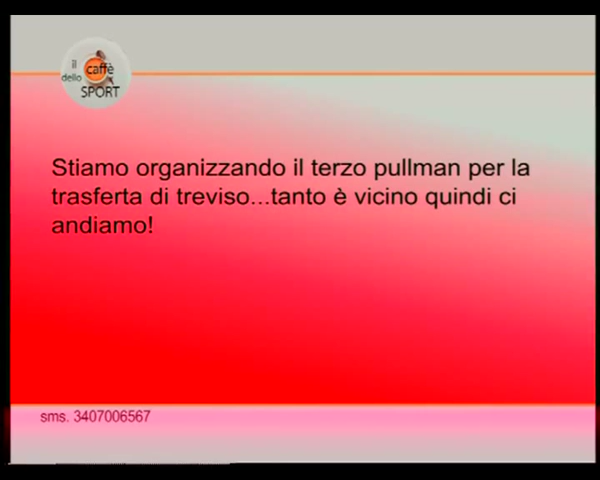 il
dello caffè
SPORT
Stiamo organizzando il terzo pullman per la
trasferta di treviso...tanto è vicino quindi ci
andiamo!
sms. 3407006567